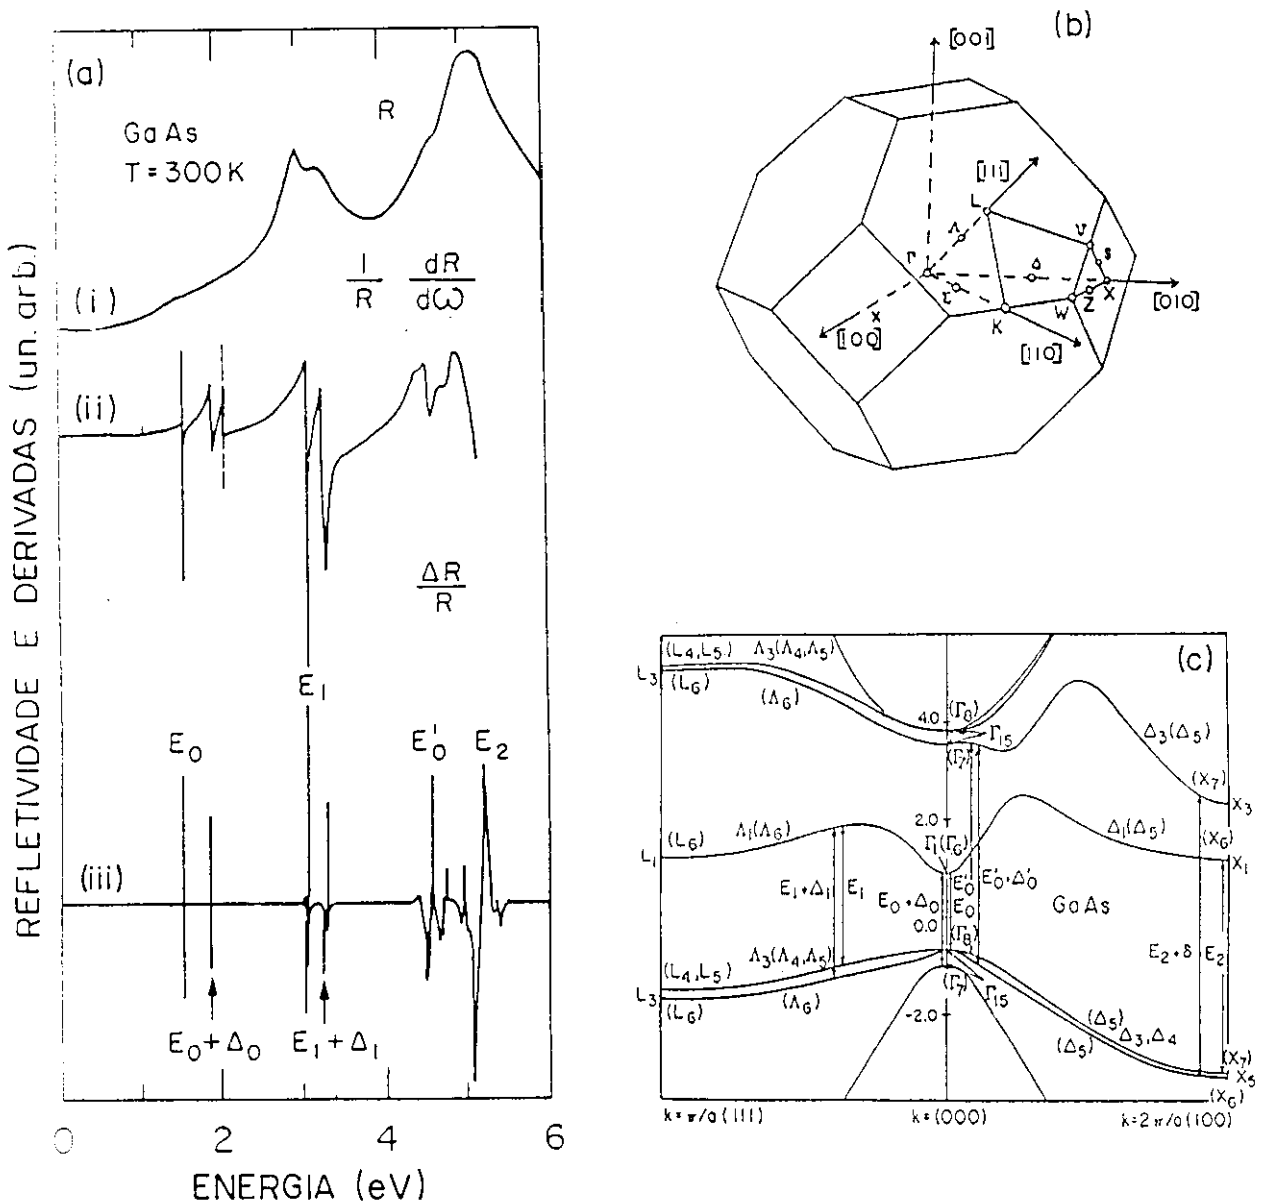 (a)
GaAs
T = 300K
R
(i)
1/R dR/dω
(ii)
ΔR/R
E₁
E₀
E₀'
E₂
(iii)
E₀ + Δ₀
E₁ + Δ₁
0 2 4 6
ENERGIA (eV)
REFLETIVIDADE E DERIVADAS (un. arb.)
(b)
[001]
[111]
L
Λ
Γ
Δ
U
S
X
[010]
Σ
K
W
Z
x
[100]
[110]
(c)
(L₄,L₅)
Λ₃(Λ₄,Λ₅)
L₃
(L₆)
(Λ₆)
4.0
(Γ₈)
Γ₁₅
(Γ₇)
Δ₃(Δ₅)
(X₇)
X₃
2.0
(L₆)
Λ₁(Λ₆)
Γ₁(Γ₆)
Δ₁(Δ₅)
(X₆)
L₁
X₁
E₁+Δ₁
E₁
E₀+Δ₀
E₀'
E₀
E₀'+Δ₀'
GaAs
0.0
(Γ₈)
E₂+δ
E₂
(L₄,L₅)
Λ₃(Λ₄,Λ₅)
L₃
(L₆)
(Λ₆)
(Γ₇)
Γ₁₅
-2.0
(Δ₅)
Δ₃,Δ₄
(Δ₅)
(X₇)
X₅
(X₆)
k=π/a(111)
k=(000)
k=2π/a(100)